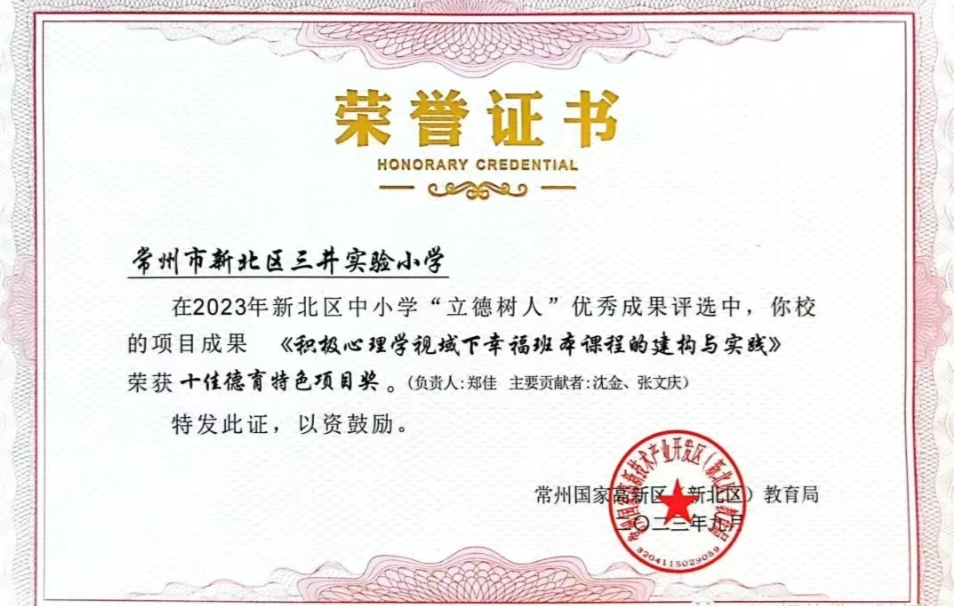 荣誉证书
HONORARY CREDENTIAL
常州市新北区三井实验小学
在2023年新北区中小学“立德树人”优秀成果评选中，你校
的项目成果 《积极心理学视域下幸福班本课程的建构与实践》
荣获 十佳德育特色项目奖 。（负责人：郑佳 主要贡献者：沈金、张文庆）
特发此证，以资鼓励。
常州国家高新区（新北区）教育局
二〇二三年九月
3204115029059